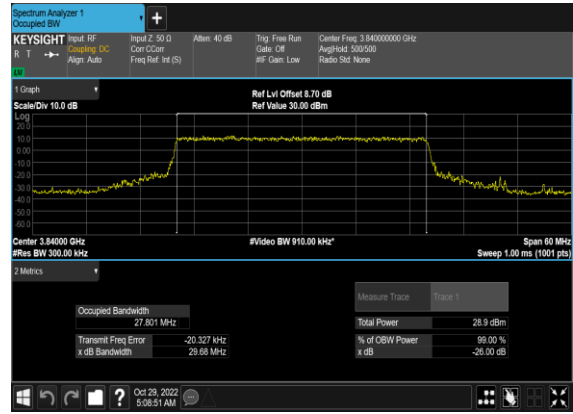 Spectrum Analyzer 1
Occupied BW
+
KEYSIGHT Input: RF Input Z: 50 Ω Atten: 40 dB Trig: Free Run Center Freq: 3.840000000 GHz
R T Coupling: DC Corr CCorr Gate: Off Avg|Hold: 500/500
Align: Auto Freq Ref: Int (S) #IF Gain: Low Radio Std: None
1 Graph
Ref Lvl Offset 8.70 dB
Scale/Div 10.0 dB Ref Value 30.00 dBm
Log
20.0
10.0
0.00
-10.0
-20.0
-30.0
-40.0
-50.0
-60.0
Center 3.84000 GHz #Video BW 910.00 kHz* Span 60 MHz
#Res BW 300.00 kHz Sweep 1.00 ms (1001 pts)
2 Metrics
Measure Trace Trace 1
Occupied Bandwidth
27.801 MHz Total Power 28.9 dBm
Transmit Freq Error -20.327 kHz % of OBW Power 99.00 %
x dB Bandwidth 29.68 MHz x dB -26.00 dB
? Oct 29, 2022
5:08:51 AM